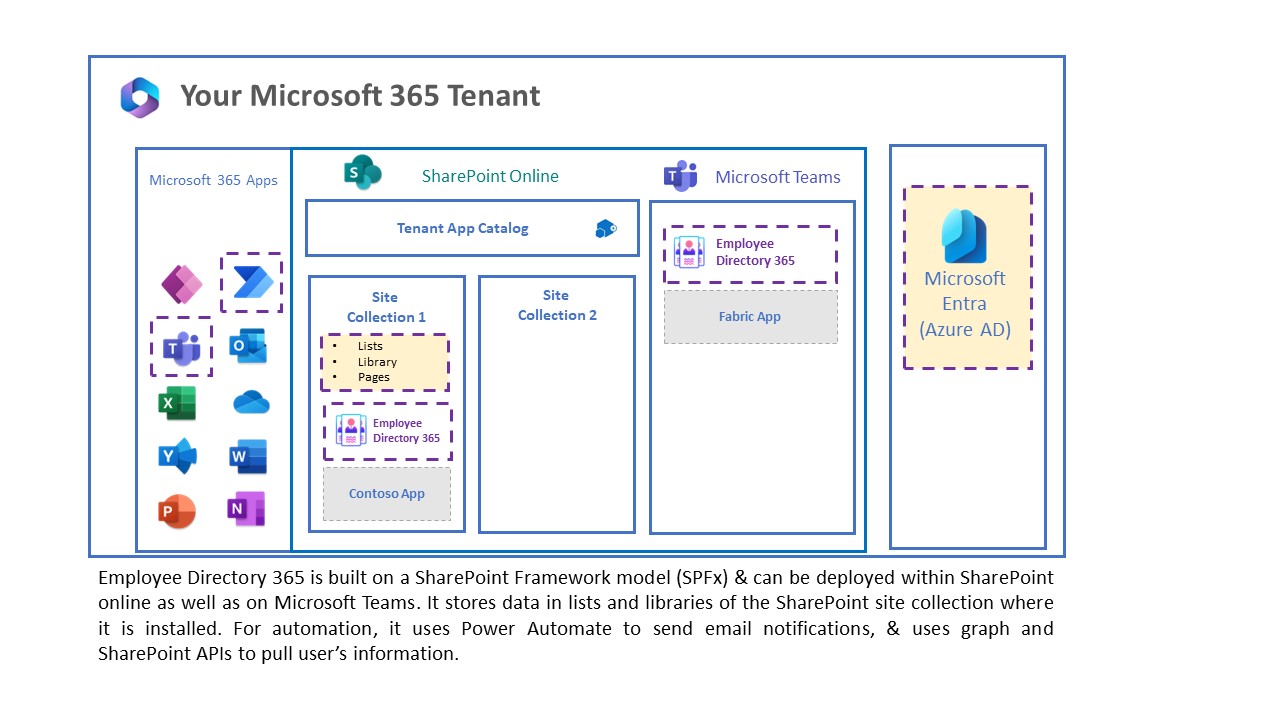 Your Microsoft 365 Tenant
Microsoft 365 Apps
SharePoint Online
Microsoft Teams
Tenant App Catalog
Site
Collection 1
• Lists
• Library
• Pages
Employee
Directory 365
Contoso App
Site
Collection 2
Employee
Directory 365
Fabric App
Microsoft
Entra
(Azure AD)
S
T
T
O
X
Y
W
P
N
Employee Directory 365 is built on a SharePoint Framework model (SPFx) & can be deployed within SharePoint
online as well as on Microsoft Teams. It stores data in lists and libraries of the SharePoint site collection where
it is installed. For automation, it uses Power Automate to send email notifications, & uses graph and
SharePoint APIs to pull user’s information.